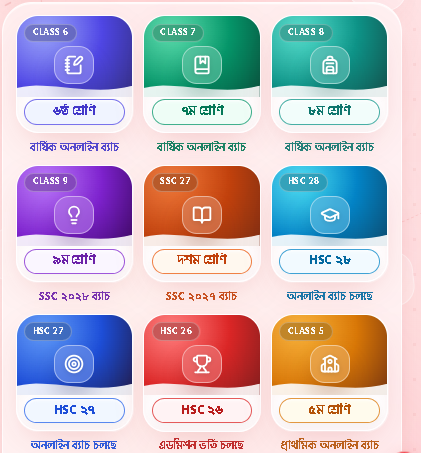 CLASS 6
CLASS 7
CLASS 8
৬ষ্ঠ শ্রেণি
৭ম শ্রেণি
৮ম শ্রেণি
বার্ষিক অনলাইন ব্যাচ
বার্ষিক অনলাইন ব্যাচ
বার্ষিক অনলাইন ব্যাচ
CLASS 9
SSC 27
HSC 28
৯ম শ্রেণি
দশম শ্রেণি
HSC ২৮
SSC ২০২৮ ব্যাচ
SSC ২০২৭ ব্যাচ
অনলাইন ব্যাচ চলছে
HSC 27
HSC 26
CLASS 5
HSC ২৭
HSC ২৬
৫ম শ্রেণি
অনলাইন ব্যাচ চলছে
এডমিশন ভর্তি চলছে
প্রাথমিক অনলাইন ব্যাচ